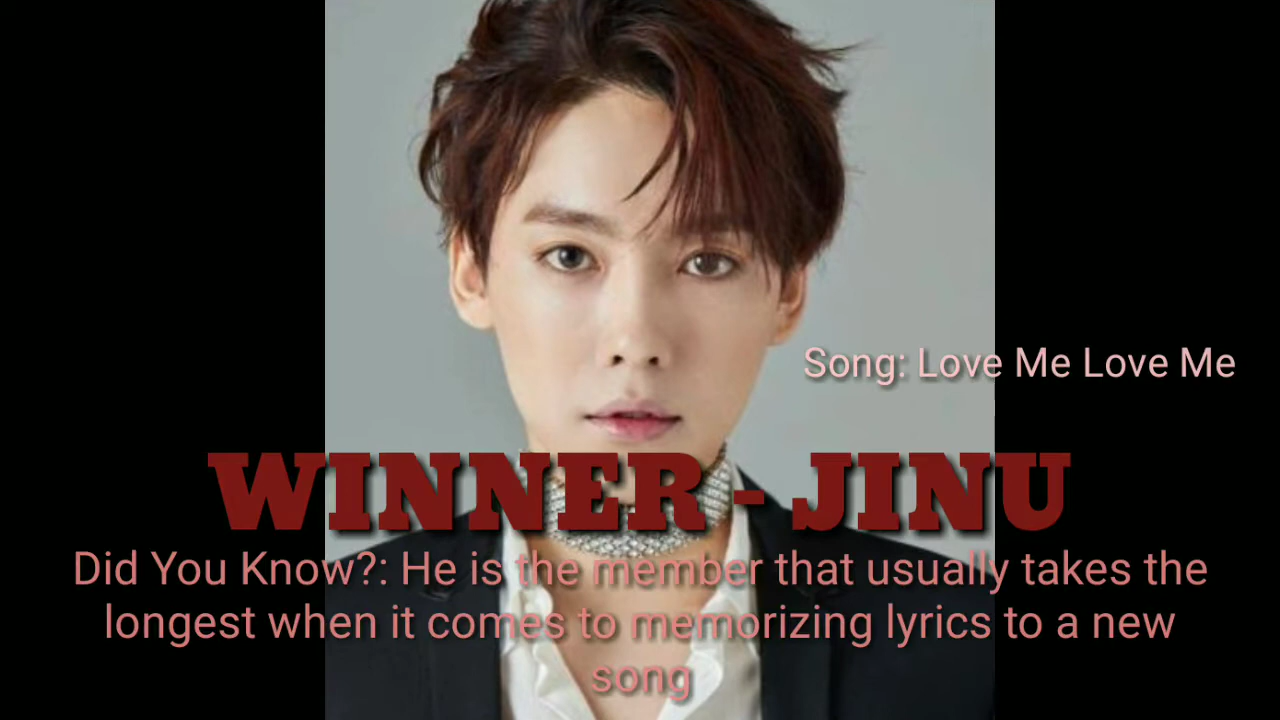 Song: Love Me Love Me
WINNER - JINU
Did You Know?: He is the member that usually takes the
longest when it comes to memorizing lyrics to a new
song